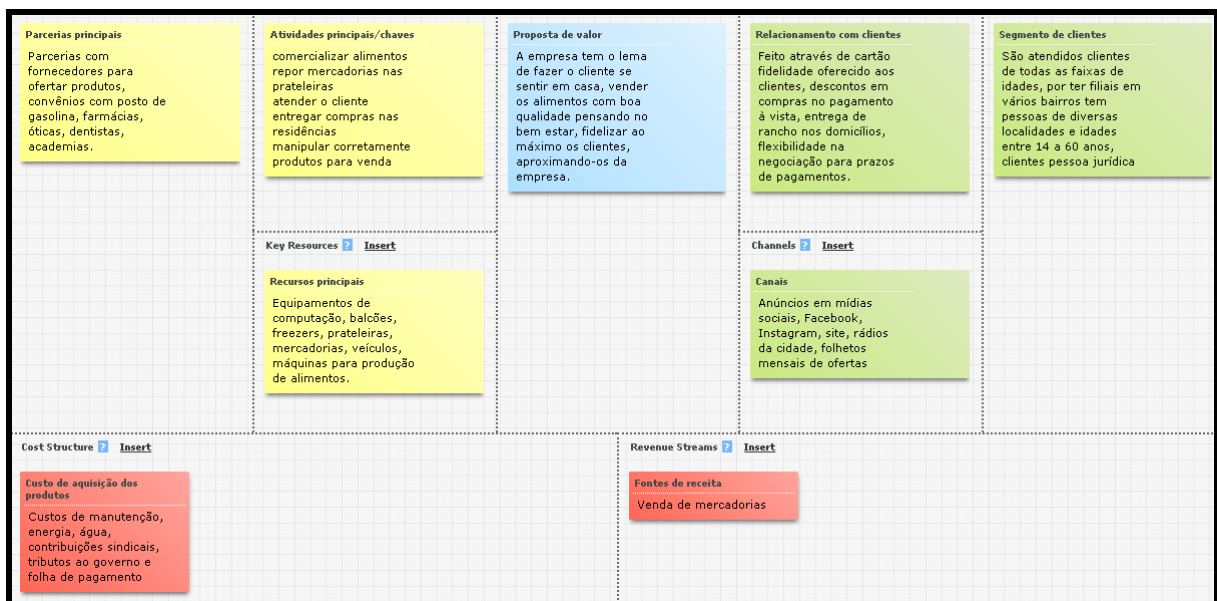 Parcerias principais
Parcerias com
fornecedores para
ofertar produtos,
convênios com posto de
gasolina, farmácias,
óticas, dentistas,
academias.
Atividades principais/chaves
comercializar alimentos
repor mercadorias nas
prateleiras
atender o cliente
entregar compras nas
residências
manipular corretamente
produtos para venda
Key Resources ? Insert
Recursos principais
Equipamentos de
computação, balcões,
freezers, prateleiras,
mercadorias, veículos,
máquinas para produção
de alimentos.
Proposta de valor
A empresa tem o lema
de fazer o cliente se
sentir em casa, vender
os alimentos com boa
qualidade pensando no
bem estar, fidelizar ao
máximo os clientes,
aproximando-os da
empresa.
Relacionamento com clientes
Feito através de cartão
fidelidade oferecido aos
clientes, descontos em
compras no pagamento
à vista, entrega de
rancho nos domicílios,
flexibilidade na
negociação para prazos
de pagamentos.
Channels ? Insert
Canais
Anúncios em mídias
sociais, Facebook,
Instagram, site, rádios
da cidade, folhetos
mensais de ofertas
Segmento de clientes
São atendidos clientes
de todas as faixas de
idades, por ter filiais em
vários bairros tem
pessoas de diversas
localidades e idades
entre 14 a 60 anos,
clientes pessoa jurídica
Cost Structure ? Insert
Custo de aquisição dos
produtos
Custos de manutenção,
energia, água,
contribuições sindicais,
tributos ao governo e
folha de pagamento
Revenue Streams ? Insert
Fontes de receita
Venda de mercadorias